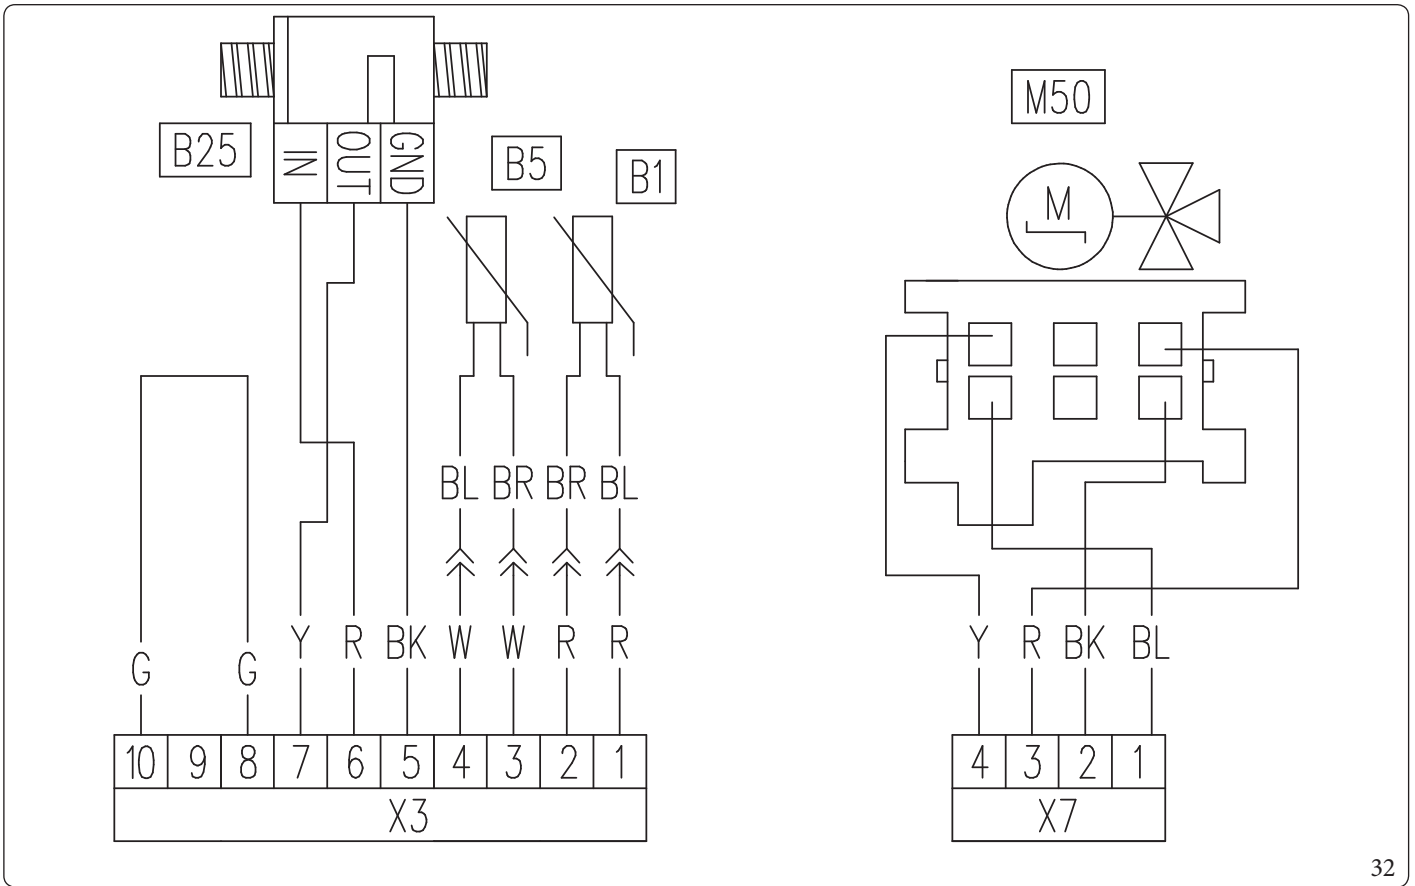 M50
B25
IN OUT GND
B5
B1
M
BL BR BR BL
G G Y R BK W W R R
Y R BK BL
10 9 8 7 6 5 4 3 2 1
X3
4 3 2 1
X7
32